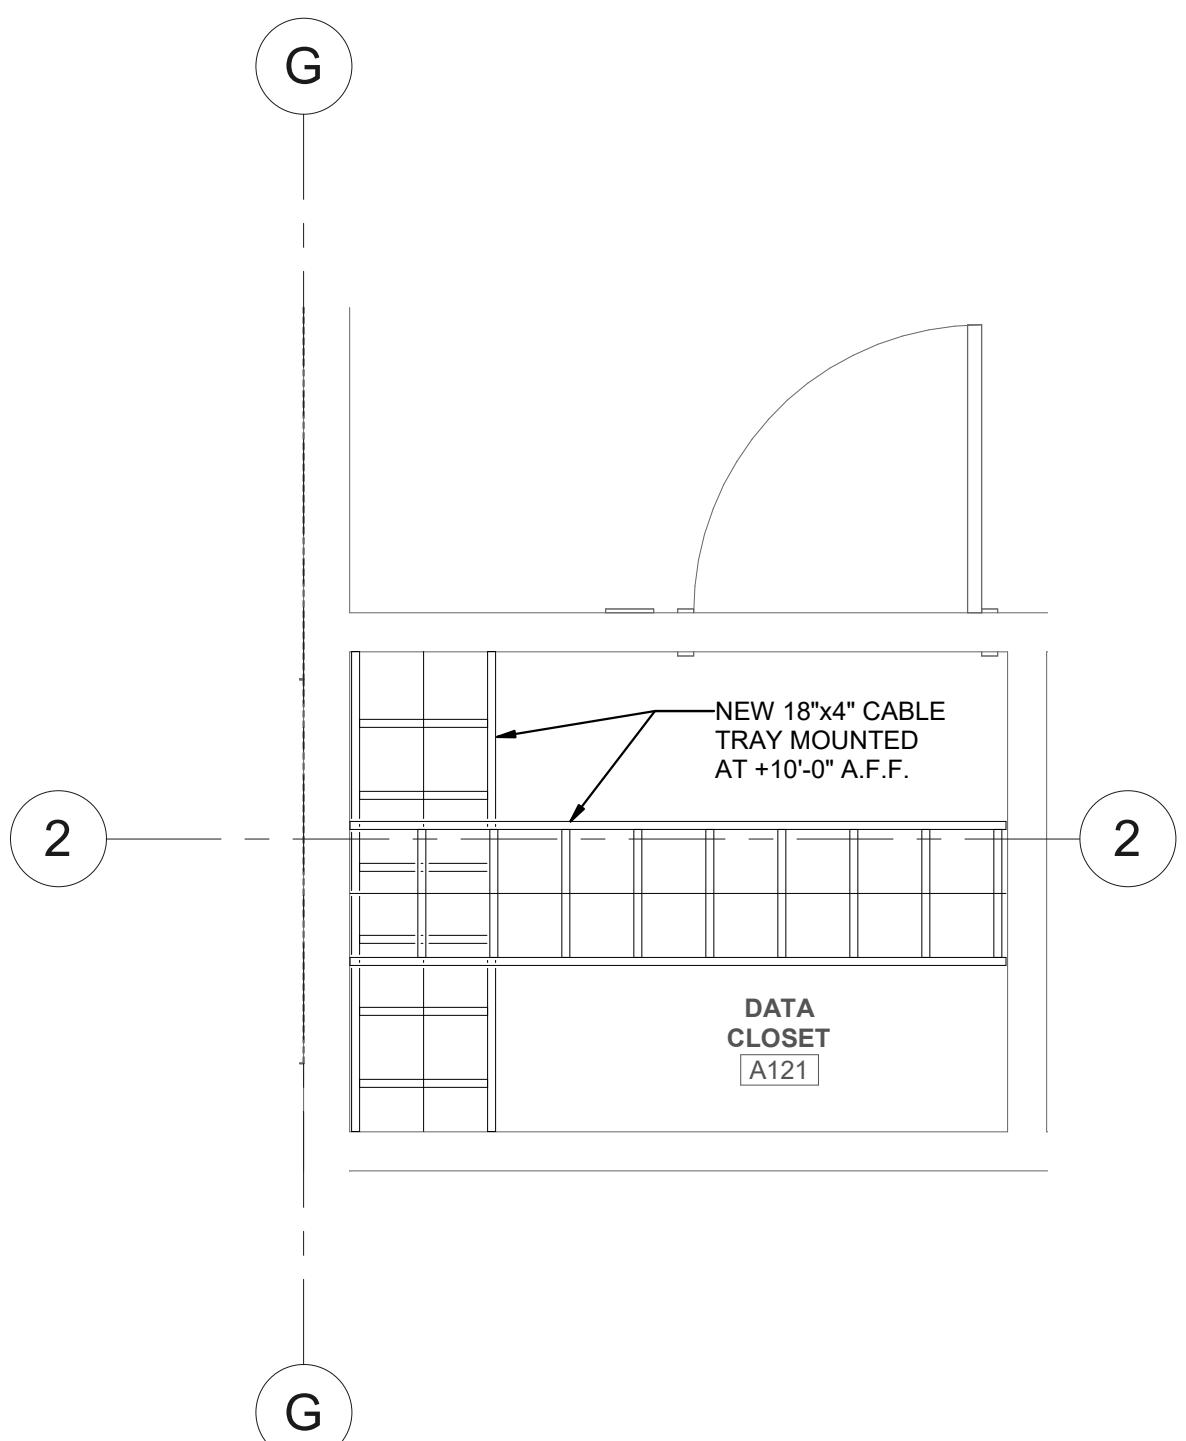 G
NEW 18"x4" CABLE
TRAY MOUNTED
AT +10'-0" A.F.F.
2
2
DATA
CLOSET
A121
G